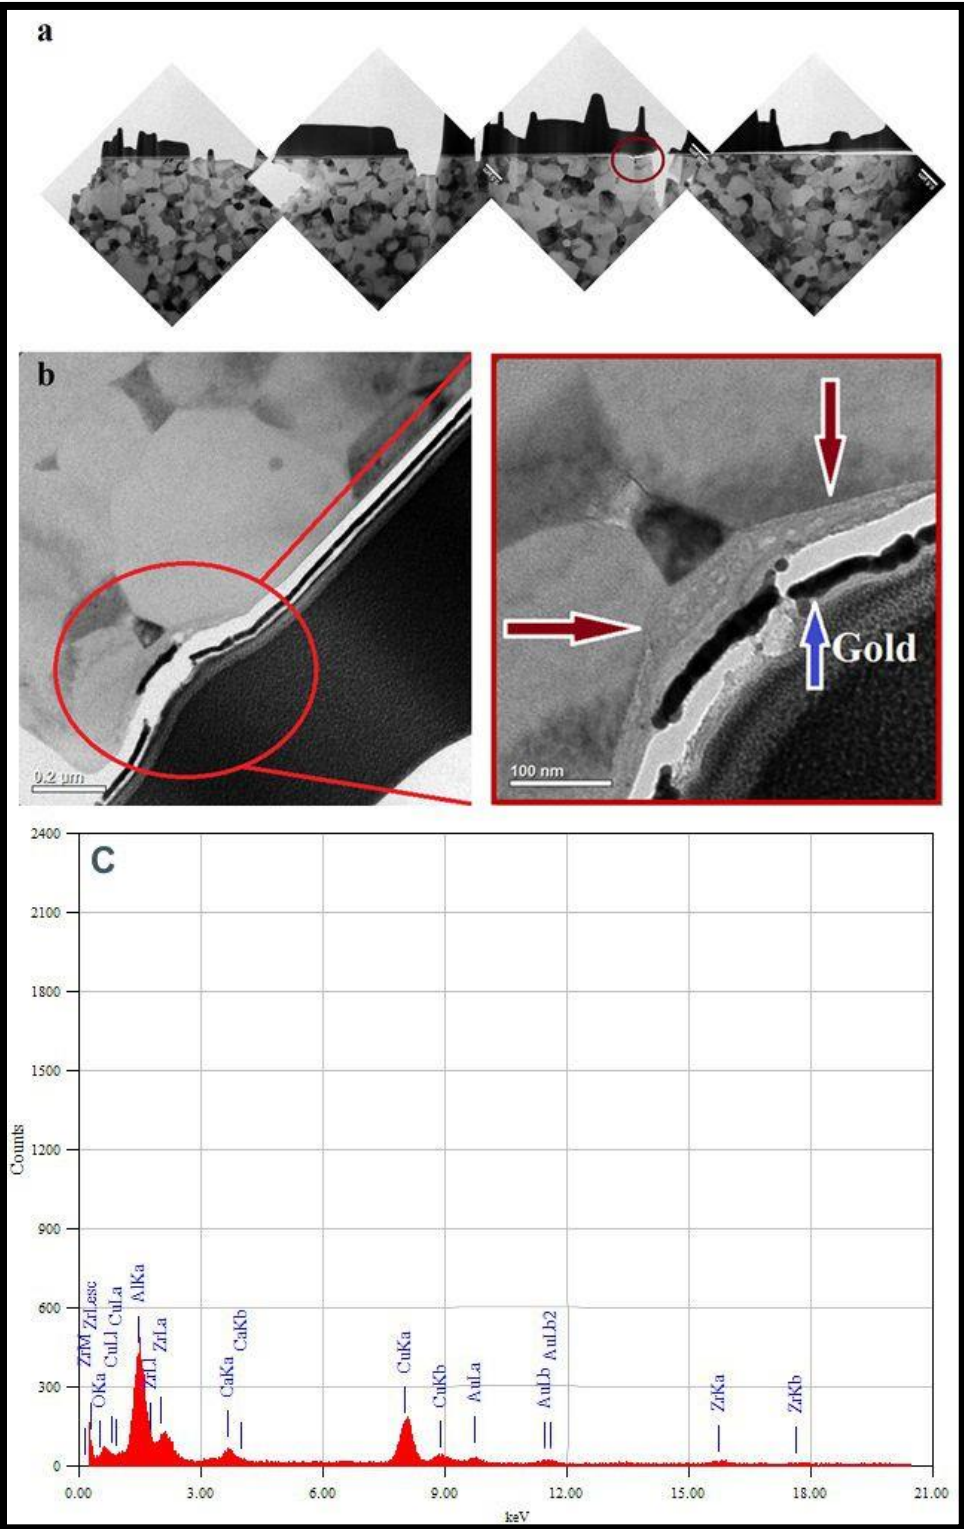 a
b
0.2 µm
Gold
100 nm
C
2400
2100
1800
1500
1200
900
600
300
0
Counts
ZrM
ZrLesc
OKa
CuLl
CuLa
AlKa
ZrLl
ZrLa
CaKa
CaKb
CuKa
CuKb
AuLa
AuLb
AuLb2
ZrKa
ZrKb
0.00 3.00 6.00 9.00 12.00 15.00 18.00 21.00
keV